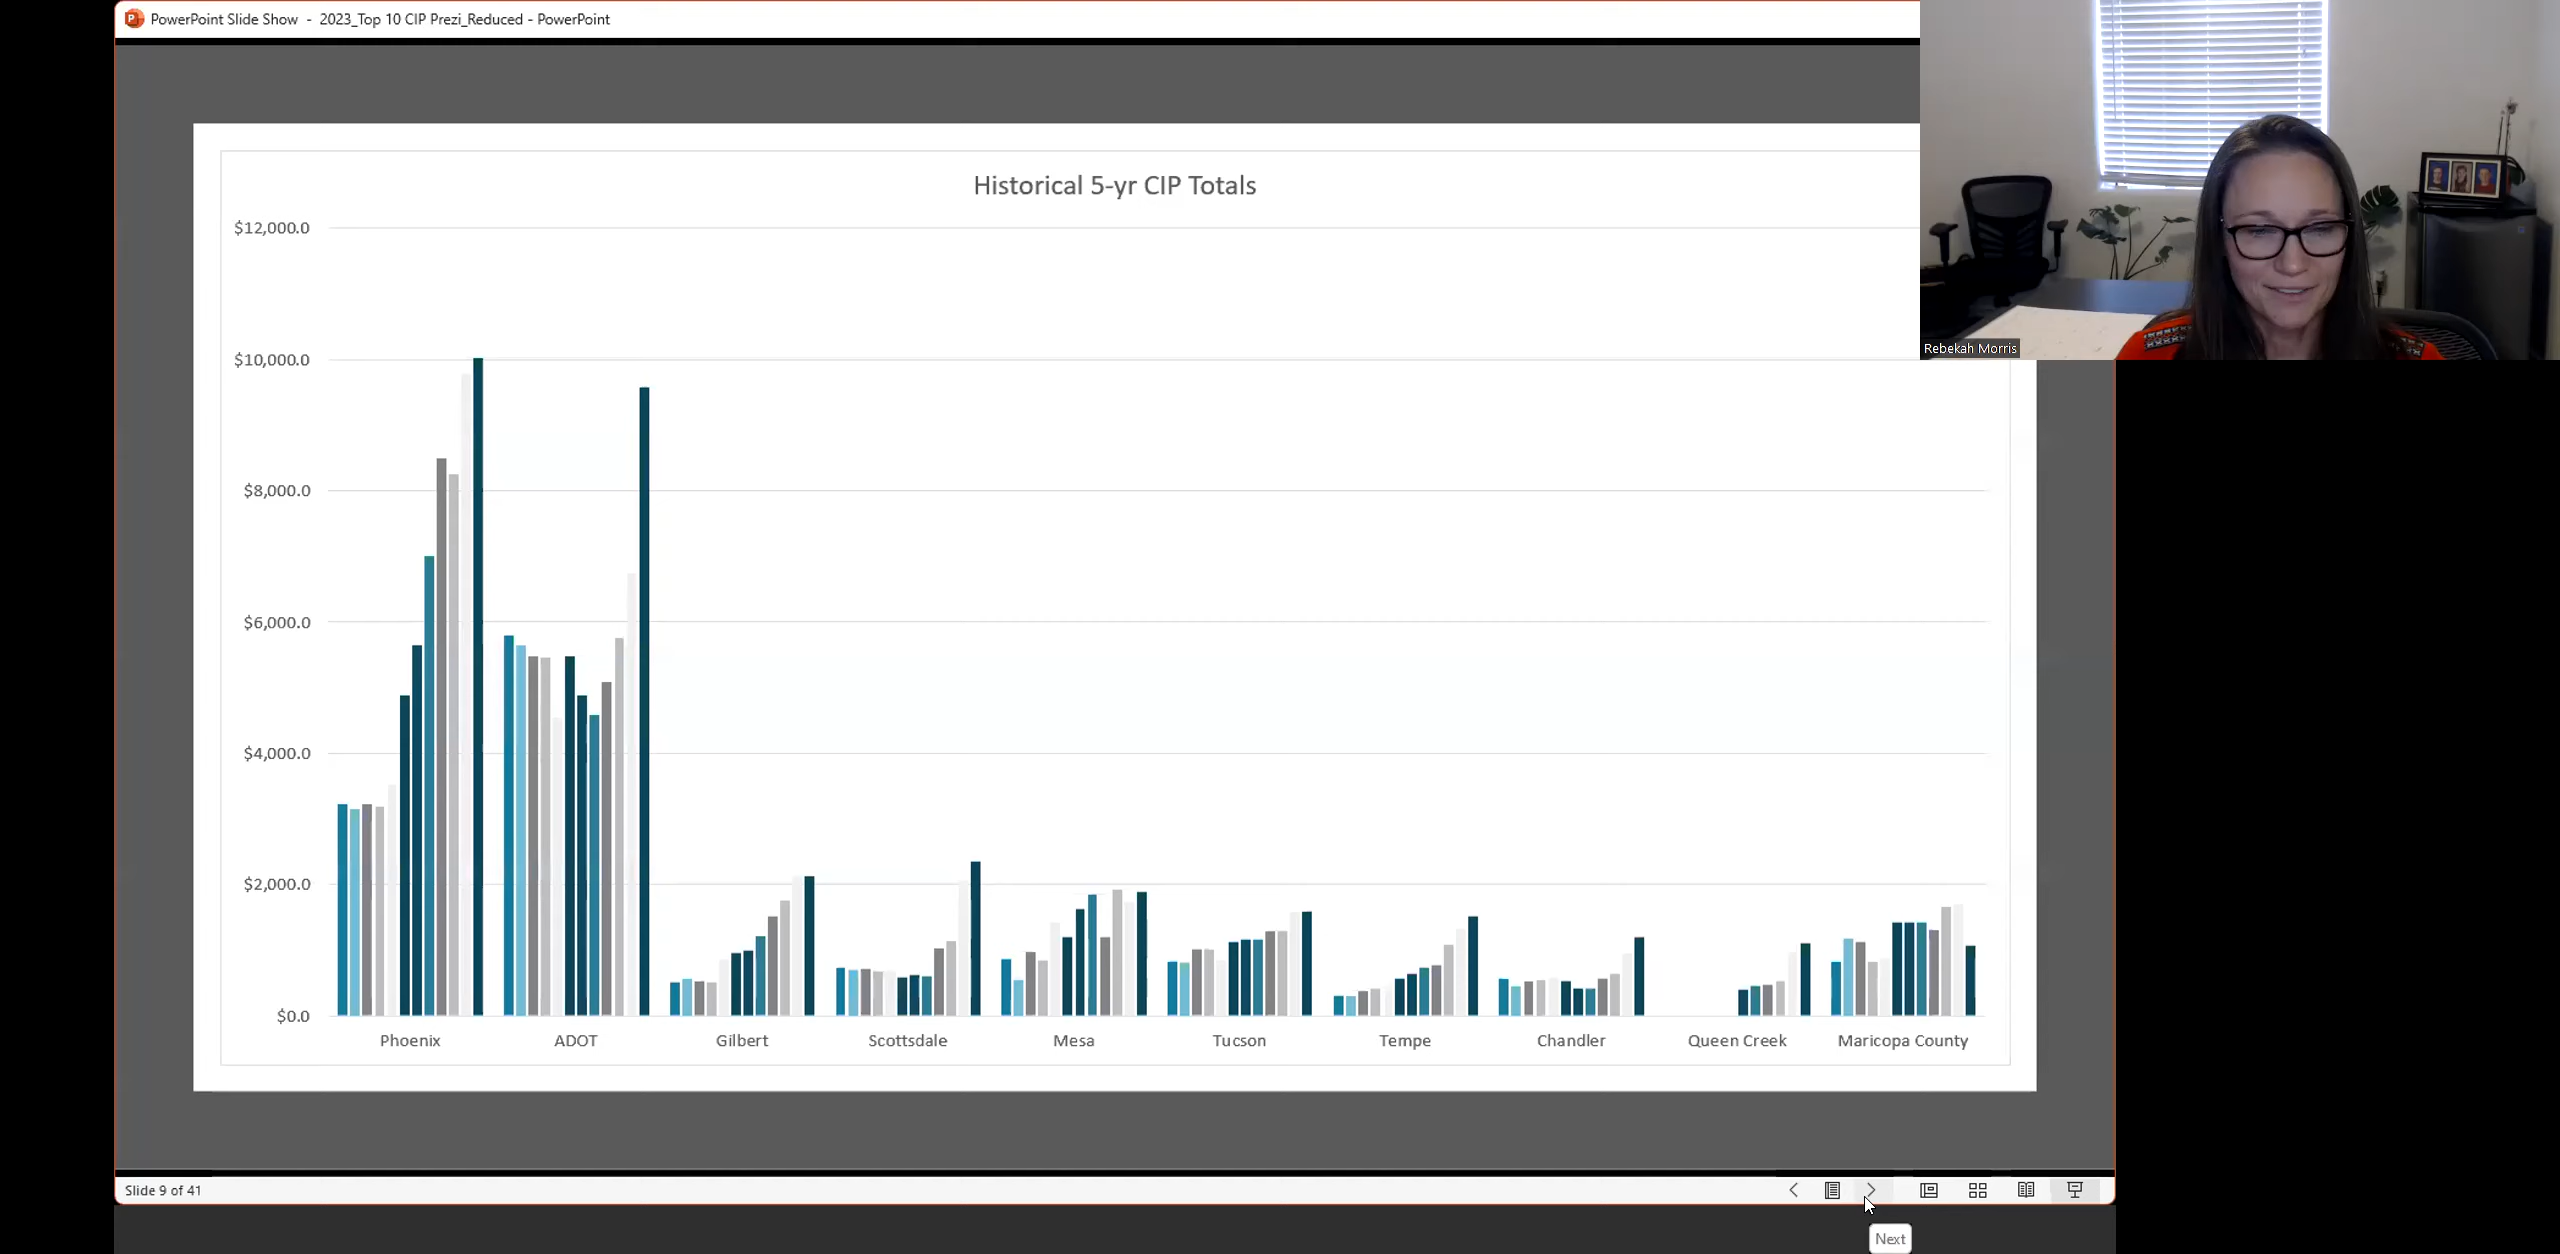 PowerPoint Slide Show - 2023_Top 10 CIP Prezi_Reduced - PowerPoint
Rebekah Morris
Historical 5-yr CIP Totals
$12,000.0
$10,000.0
$8,000.0
$6,000.0
$4,000.0
$2,000.0
$0.0
Phoenix ADOT Gilbert Scottsdale Mesa Tucson Tempe Chandler Queen Creek Maricopa County
Slide 9 of 41
Next